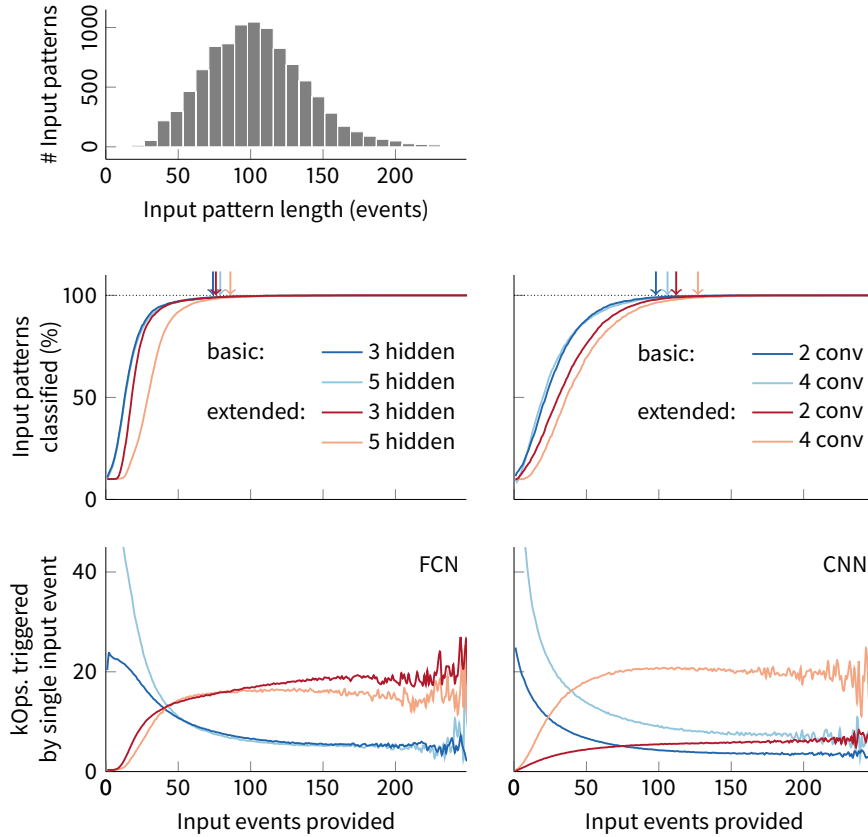 # Input patterns
1000
500
0
0 50 100 150 200
Input pattern length (events)
Input patterns
classified (%)
100
50
0
basic: 3 hidden
5 hidden
extended: 3 hidden
5 hidden
basic: 2 conv
4 conv
extended: 2 conv
4 conv
kOps. triggered
by single input event
40
20
0
FCN
CNN
0 50 100 150 200
Input events provided
0 50 100 150 200
Input events provided